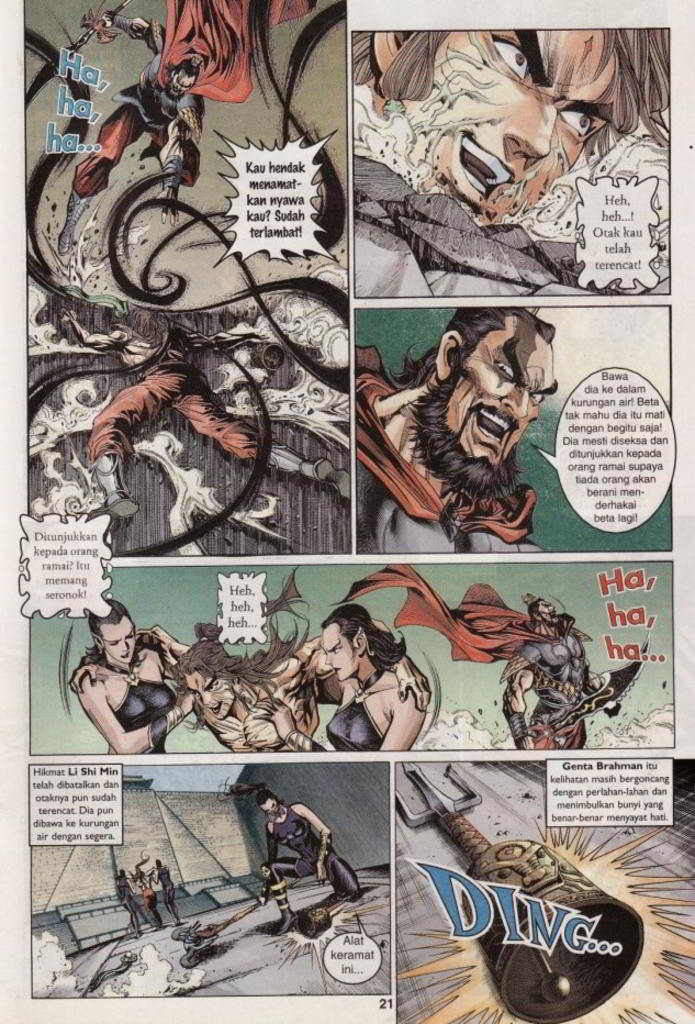 Ha,
ha,
ha...
Kau hendak
menamat-
kan nyawa
kau? Sudah
terlambat!
Heh,
heh...!
Otak kau
telah
terencat!
Bawa
dia ke dalam
kurungan air! Beta
tak mahu dia itu mati
dengan begitu saja!
Dia mesti diseksa dan
ditunjukkan kepada
orang ramai supaya
tiada orang akan
berani men-
derhakai
beta lagi!
Ditunjukkan
kepada orang
ramai? Itu
memang
seronok!
Heh,
heh,
heh...
Ha,
ha,
ha...
Hikmat Li Shi Min
telah dibatalkan dan
otaknya pun sudah
terencat. Dia pun
dibawa ke kurungan
air dengan segera.
Alat
keramat
ini...
Genta Brahman itu
kelihatan masih bergoncang
dengan perlahan-lahan dan
menimbulkan bunyi yang
benar-benar menyayat hati.
DING...
21